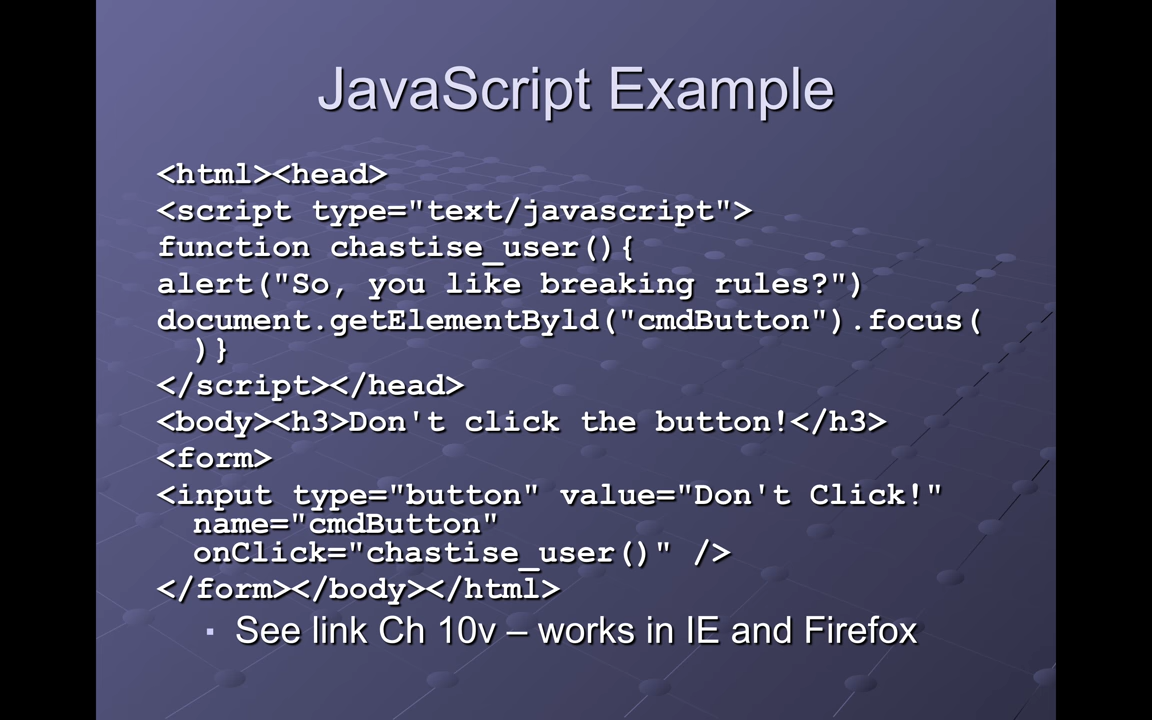 JavaScript Example
<html><head>
<script type="text/javascript">
function chastise_user(){
alert("So, you like breaking rules?")
document.getElementByld("cmdButton").focus(
)}
</script></head>
<body><h3>Don't click the button!</h3>
<form>
<input type="button" value="Don't Click!"
name="cmdButton"
onClick="chastise_user()" />
</form></body></html>
▪ See link Ch 10v – works in IE and Firefox